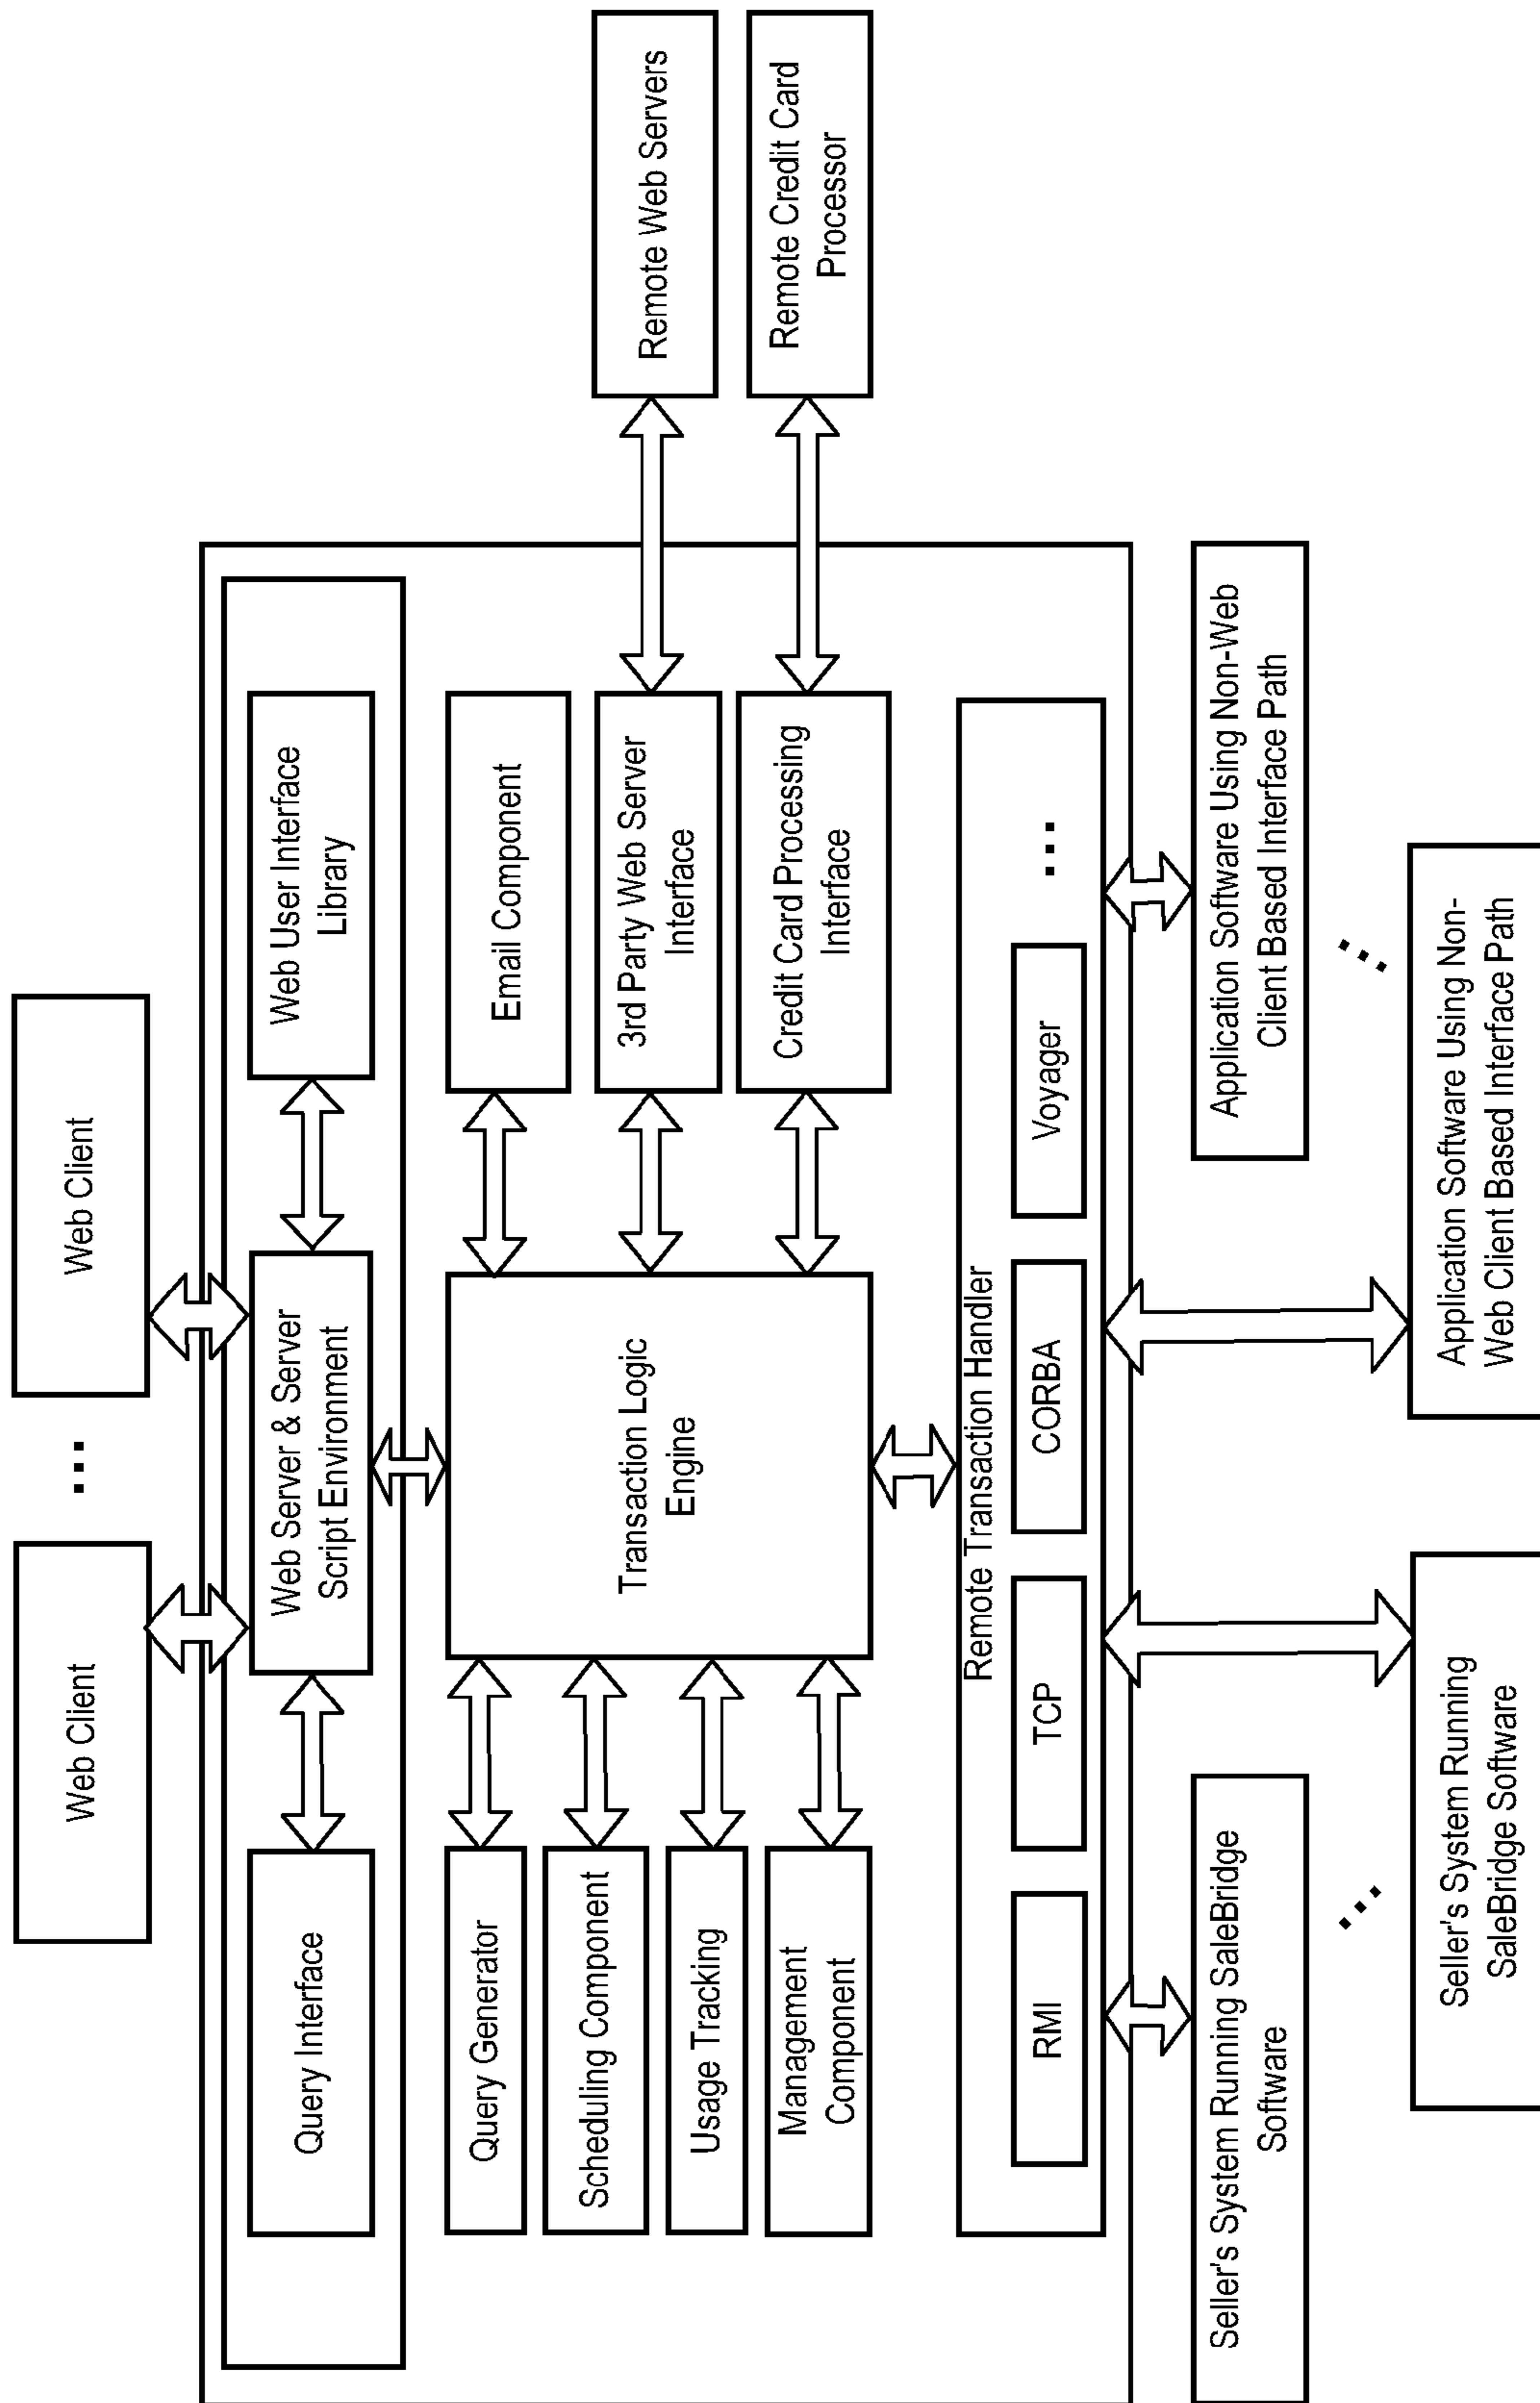 Web Client
...
Web Client
Query Interface
Web Server & Server
Script Environment
Web User Interface
Library
Query Generator
Scheduling Component
Usage Tracking
Management
Component
Transaction Logic
Engine
Email Component
3rd Party Web Server
Interface
Credit Card Processing
Interface
Remote Web Servers
Remote Credit Card
Processor
Remote Transaction Handler
RMI
TCP
CORBA
Voyager
...
Seller's System Running SaleBridge
Software
...
Seller's System Running
SaleBridge Software
Application Software Using Non-Web
Client Based Interface Path
...
Application Software Using Non-
Web Client Based Interface Path